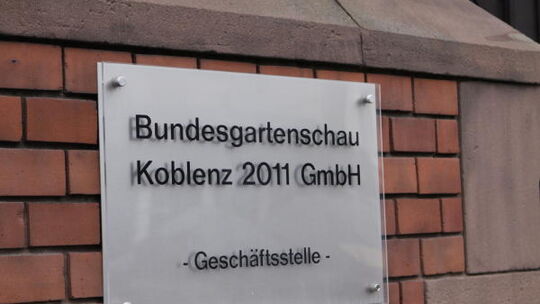 Bundesgartenschau
Koblenz 2011 GmbH
- Geschäftsstelle -